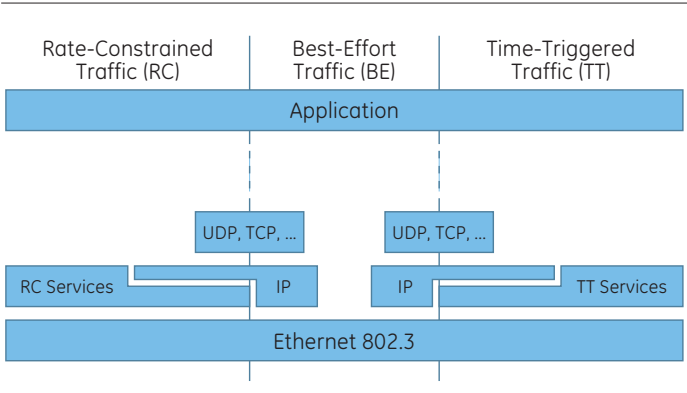 Rate-Constrained
Traffic (RC)
Best-Effort
Traffic (BE)
Time-Triggered
Traffic (TT)
Application
UDP, TCP, ...
UDP, TCP, ...
RC Services
IP
IP
TT Services
Ethernet 802.3